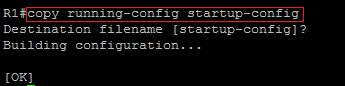 R1#copy running-config startup-config
Destination filename [startup-config]?
Building configuration...
[OK]